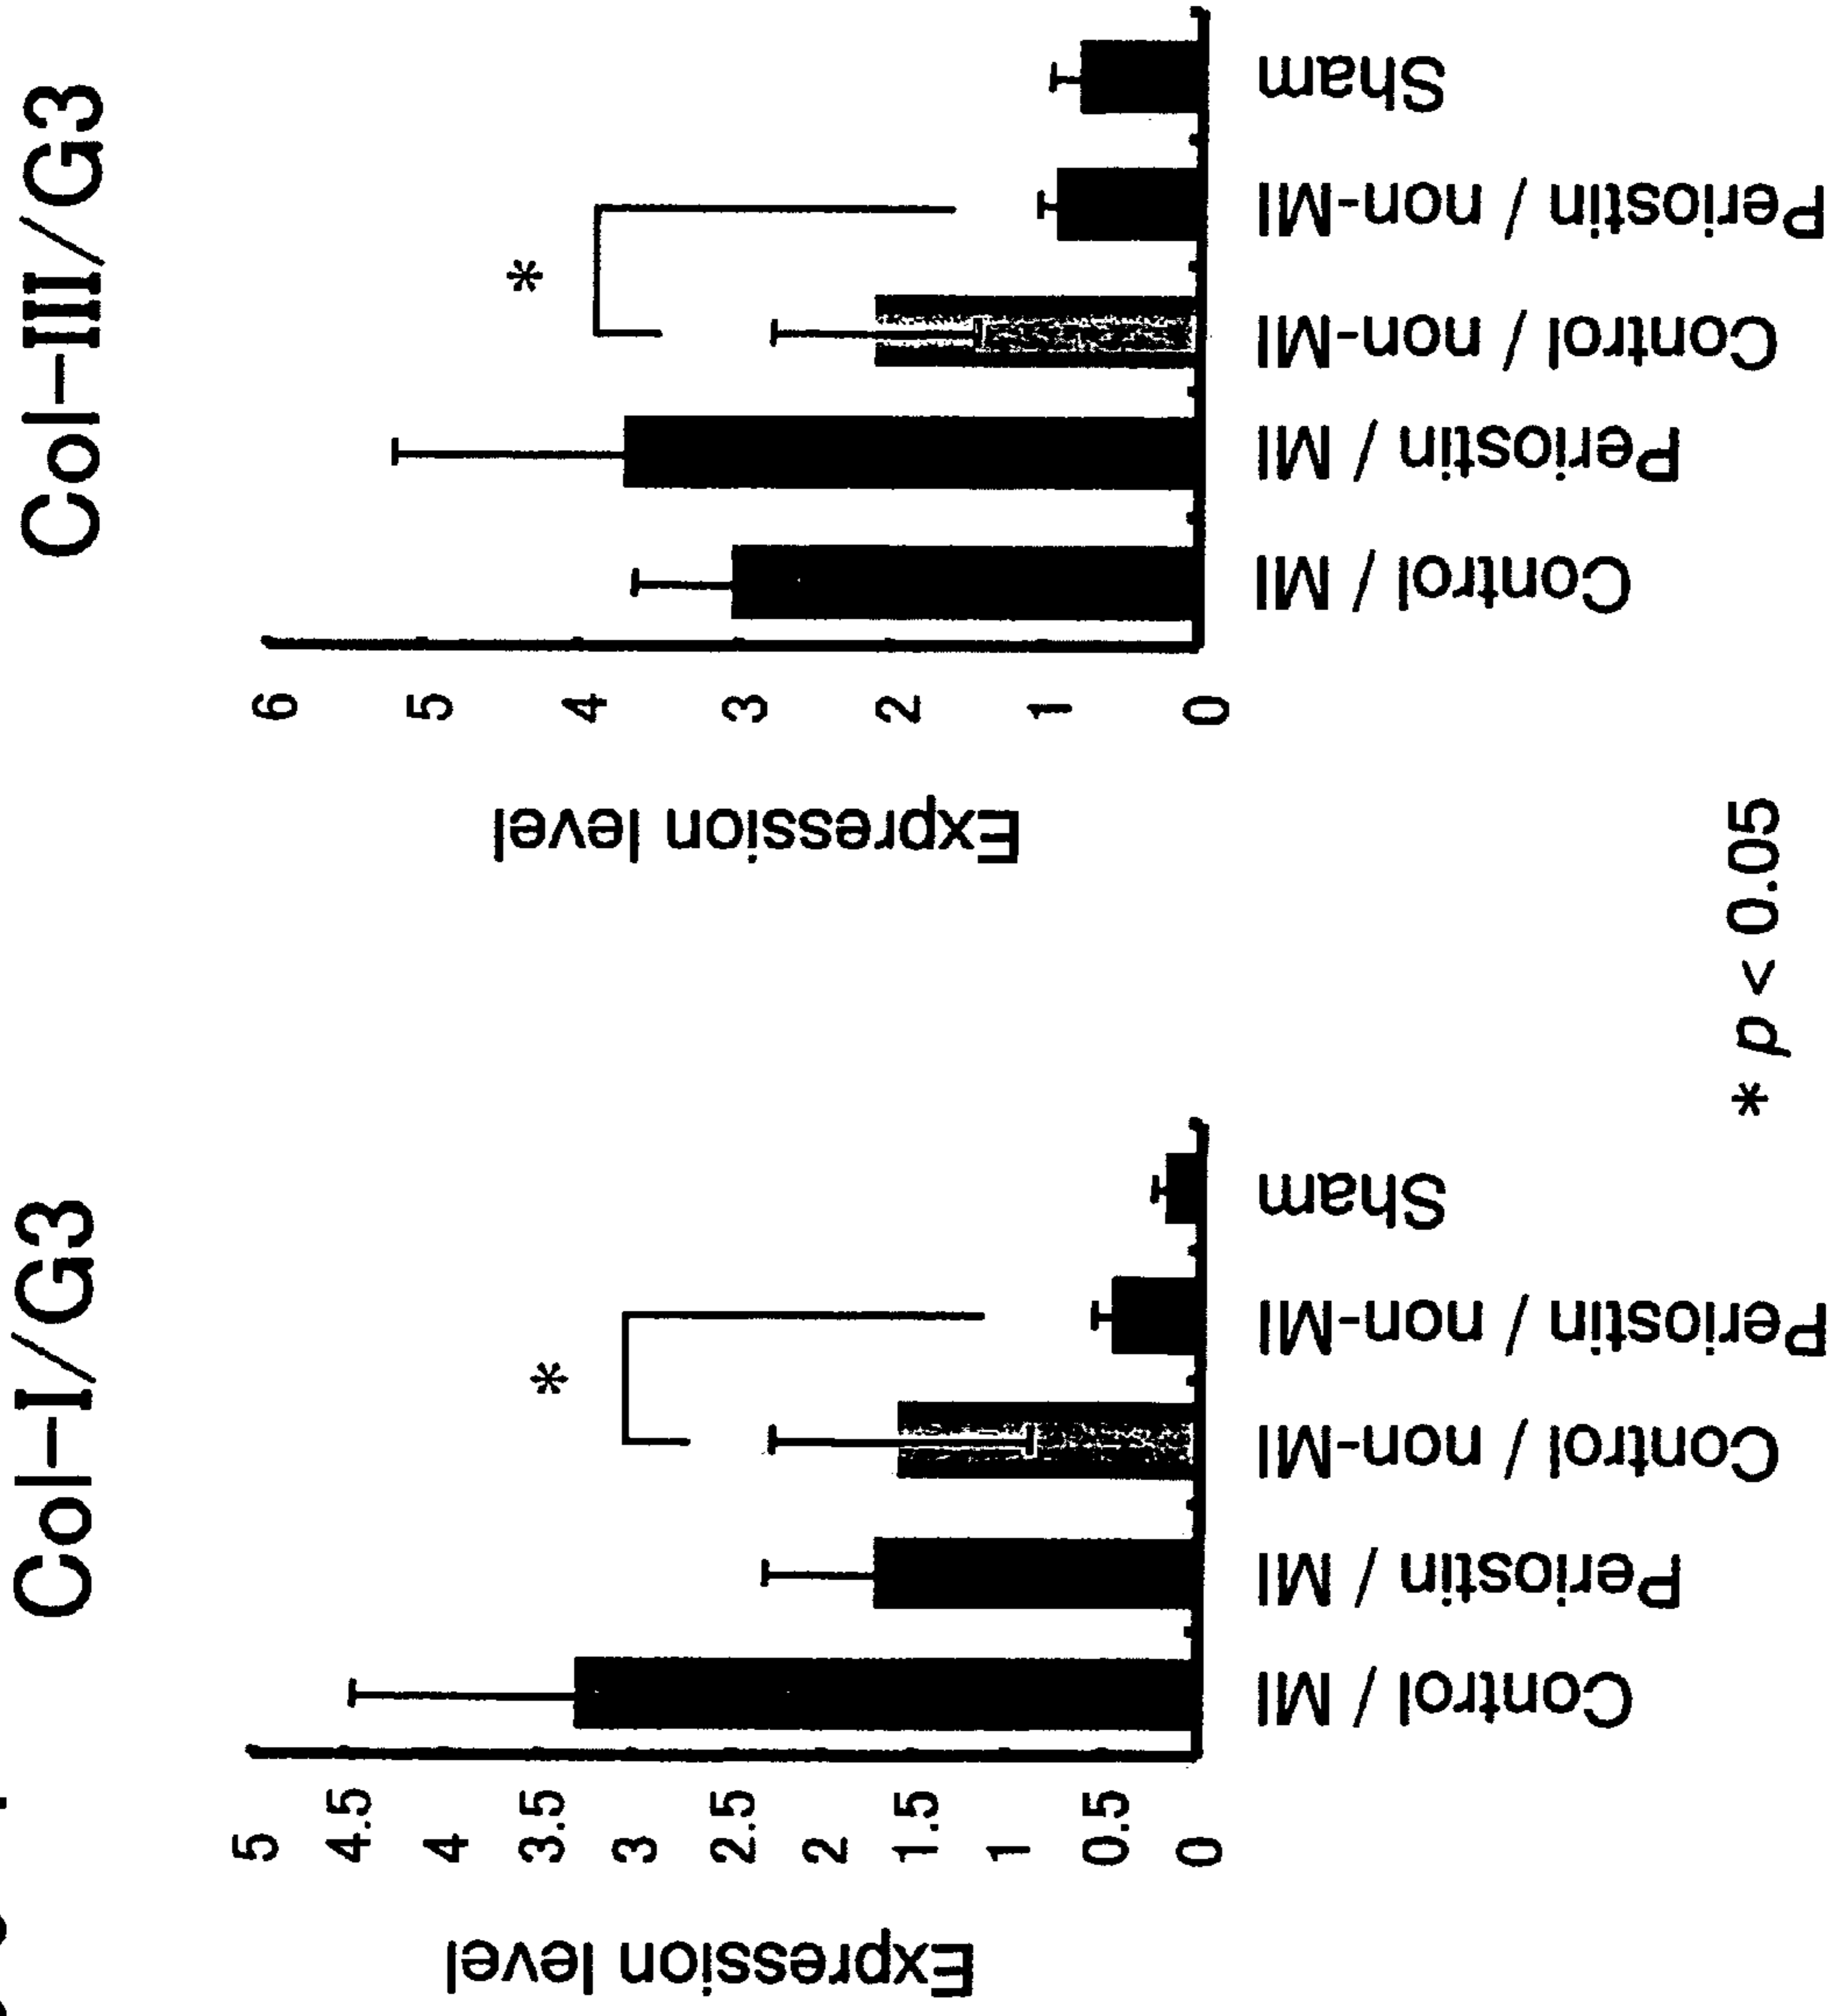 Col-I/G3
Expression level
5
4.5
4
3.5
3
2.5
2
1.5
1
0.5
0
Control / MI
Periostin / MI
Control / non-MI
Periostin / non-MI
Sham
*
Col-III/G3
Expression level
6
5
4
3
2
1
0
Control / MI
Periostin / MI
Control / non-MI
Periostin / non-MI
Sham
*
* p < 0.05